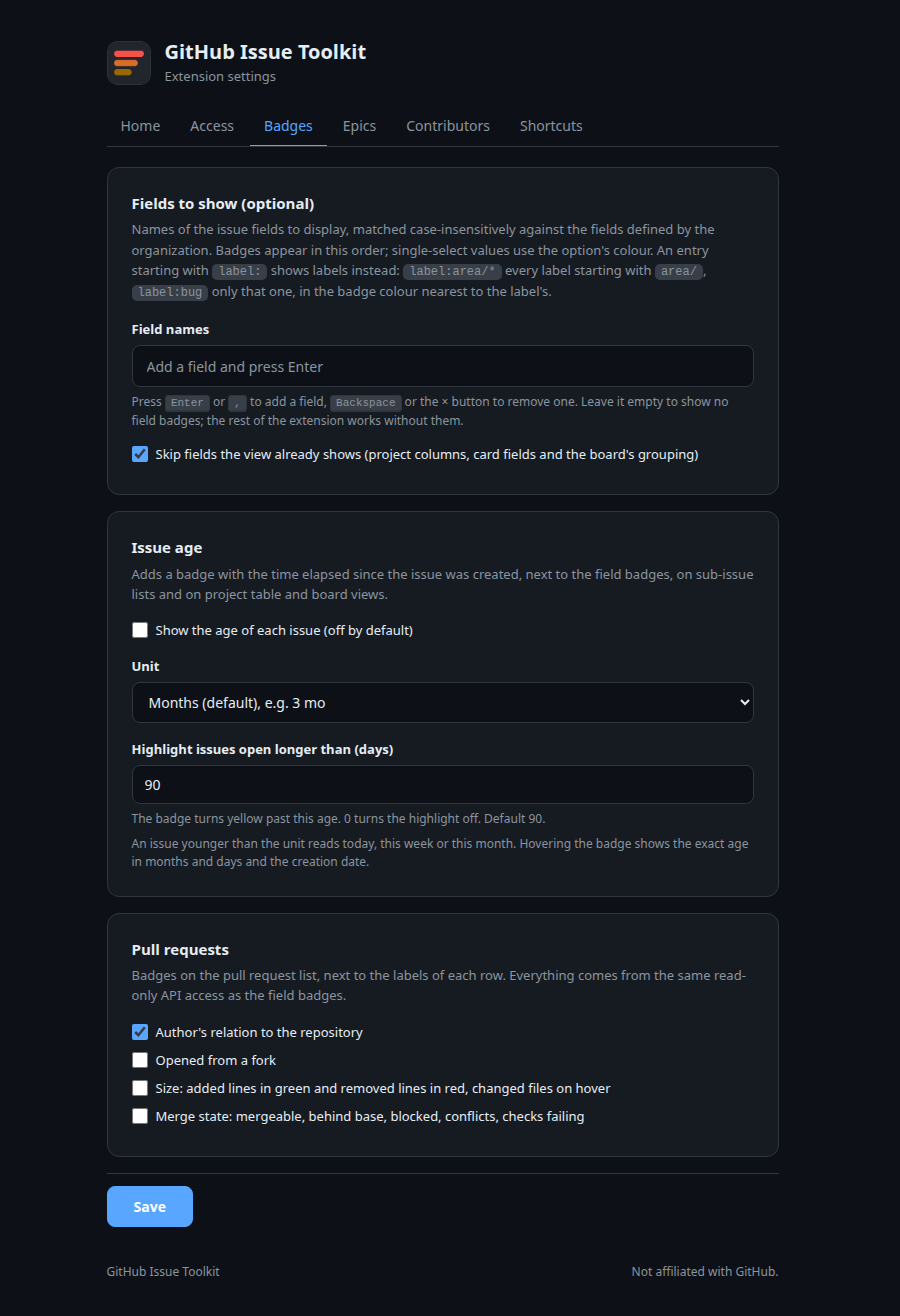 GitHub Issue Toolkit
Extension settings
Home Access Badges Epics Contributors Shortcuts
Fields to show (optional)
Names of the issue fields to display, matched case-insensitively against the fields defined by the
organization. Badges appear in this order; single-select values use the option's colour. An entry
starting with label: shows labels instead: label:area/* every label starting with area/,
label:bug only that one, in the badge colour nearest to the label's.
Field names
Add a field and press Enter
Press Enter or , to add a field, Backspace or the × button to remove one. Leave it empty to show no
field badges; the rest of the extension works without them.
Skip fields the view already shows (project columns, card fields and the board's grouping)
Issue age
Adds a badge with the time elapsed since the issue was created, next to the field badges, on sub-issue
lists and on project table and board views.
Show the age of each issue (off by default)
Unit
Months (default), e.g. 3 mo
Highlight issues open longer than (days)
90
The badge turns yellow past this age. 0 turns the highlight off. Default 90.
An issue younger than the unit reads today, this week or this month. Hovering the badge shows the exact age
in months and days and the creation date.
Pull requests
Badges on the pull request list, next to the labels of each row. Everything comes from the same read-
only API access as the field badges.
Author's relation to the repository
Opened from a fork
Size: added lines in green and removed lines in red, changed files on hover
Merge state: mergeable, behind base, blocked, conflicts, checks failing
Save
GitHub Issue Toolkit Not affiliated with GitHub.